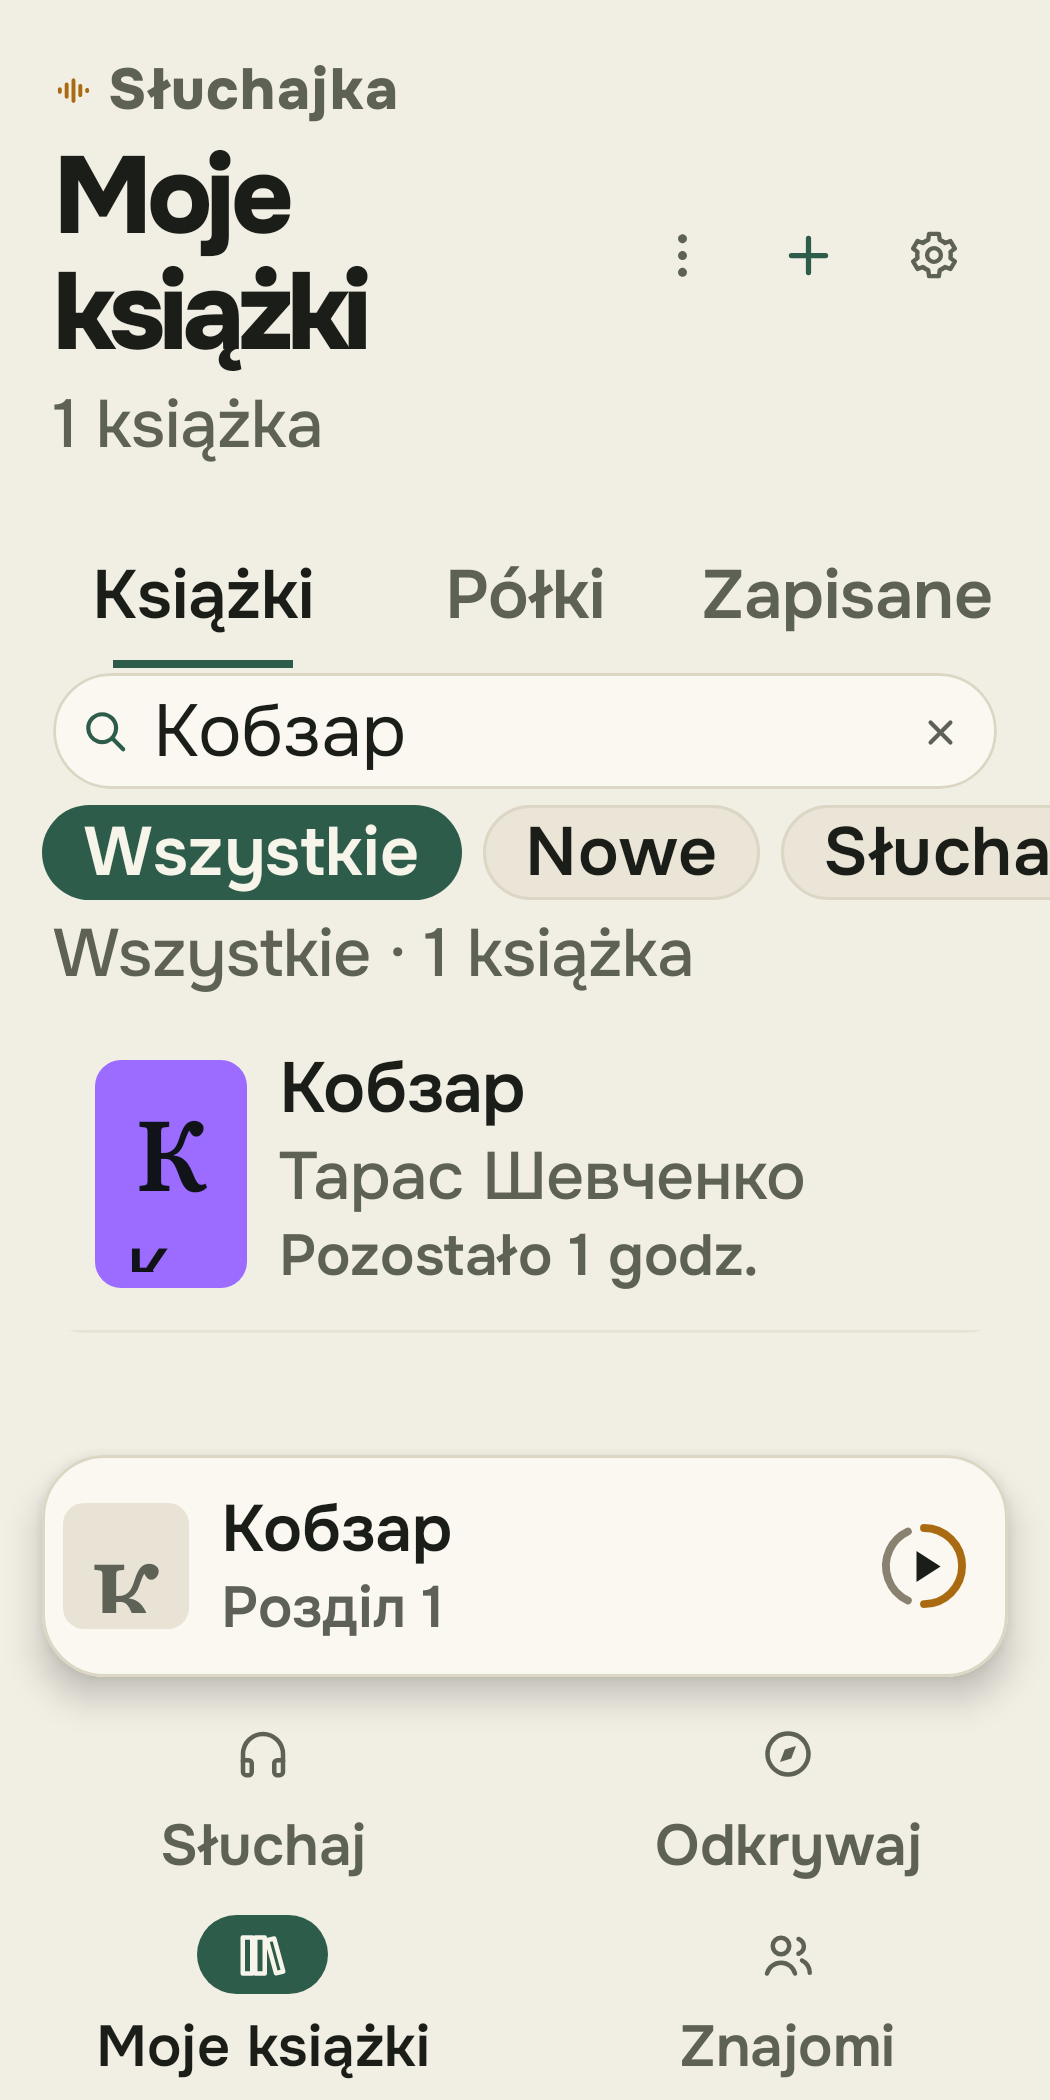 Słuchajka
Moje
książki
1 książka
Książki Półki Zapisane
Кобзар
Wszystkie Nowe Słucha
Wszystkie · 1 książka
К
Кобзар
Тарас Шевченко
Pozostało 1 godz.
К
Кобзар
Розділ 1
Słuchaj Odkrywaj
Moje książki Znajomi